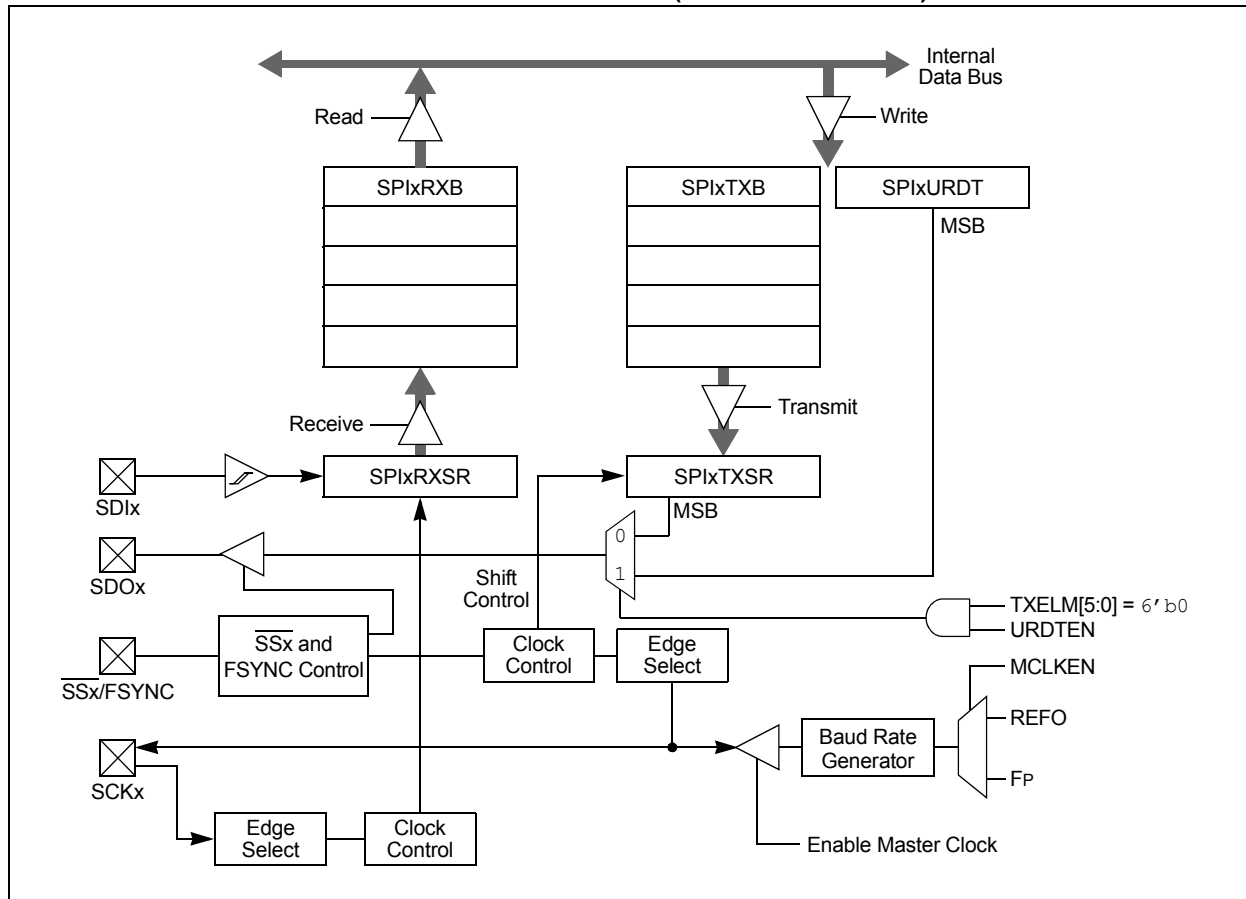 Internal
Data Bus
Read
Write
SPIxRXB
SPIxTXB
SPIxURDT
MSB
Receive
Transmit
SPIxRXSR
SPIxTXSR
SDIx
MSB
0
1
SDOx
Shift
Control
TXELM[5:0] = 6’b0
URDTEN
SSx and
FSYNC Control
Clock
Control
Edge
Select
SSx/FSYNC
MCLKEN
REFO
Baud Rate
Generator
FP
SCKx
Edge
Select
Clock
Control
Enable Master Clock